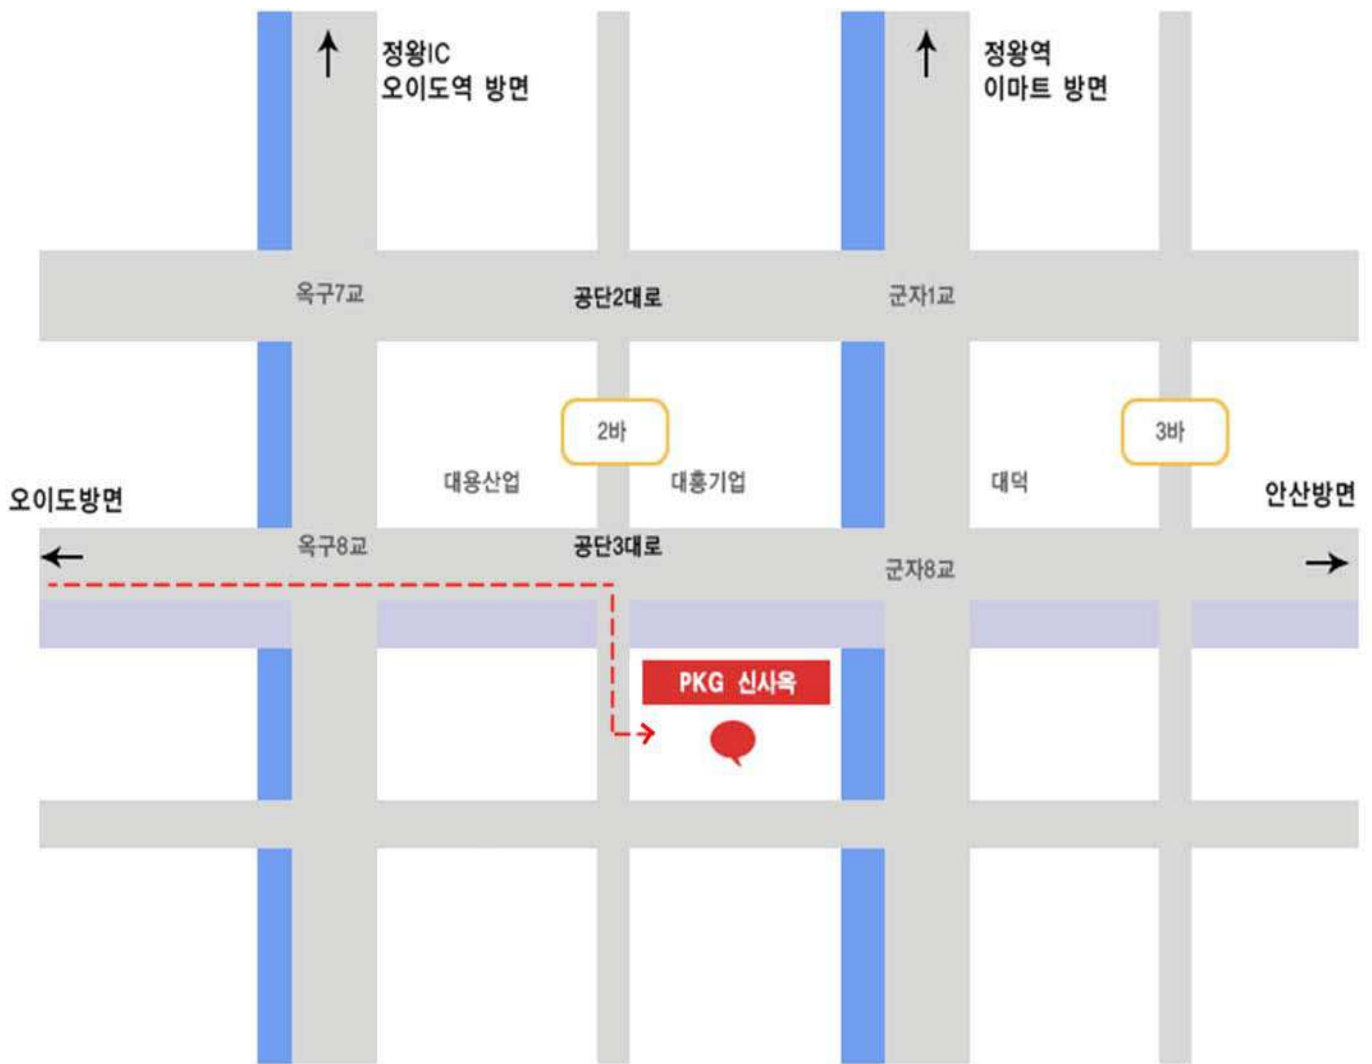 정왕IC
오이도역 방면
정왕역
이마트 방면
옥구7교
공단2대로
군자1교
2바
3바
대용산업
대흥기업
대덕
오이도방면
안산방면
옥구8교
공단3대로
군자8교
PKG 신사옥